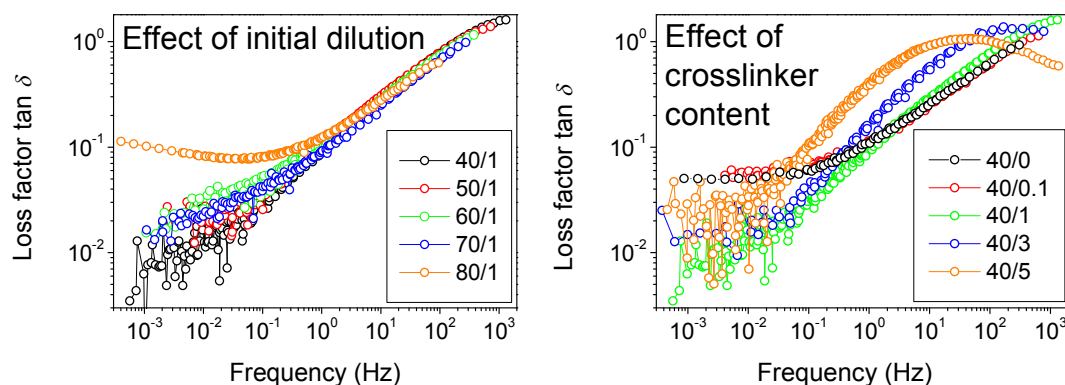 Effect of initial dilution
Loss factor tan δ
10⁰
10⁻¹
10⁻²
40/1
50/1
60/1
70/1
80/1
10⁻³ 10⁻² 10⁻¹ 10⁰ 10¹ 10² 10³
Frequency (Hz)
Effect of
crosslinker
content
Loss factor tan δ
10⁰
10⁻¹
10⁻²
40/0
40/0.1
40/1
40/3
40/5
10⁻³ 10⁻² 10⁻¹ 10⁰ 10¹ 10² 10³
Frequency (Hz)